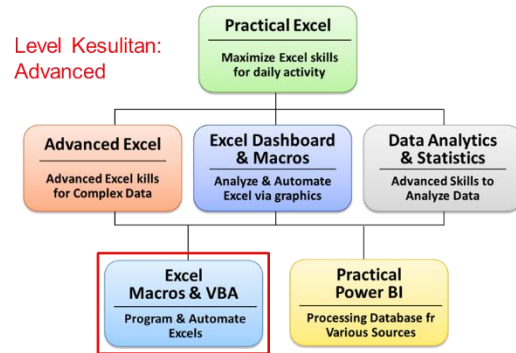 Level Kesulitan:
Advanced
Practical Excel
Maximize Excel skills
for daily activity
Advanced Excel
Advanced Excel kills
for Complex Data
Excel Dashboard
& Macros
Analyze & Automate
Excel via graphics
Data Analytics
& Statistics
Advanced Skills to
Analyze Data
Excel
Macros & VBA
Program & Automate
Excels
Practical
Power BI
Processing Database fr
Various Sources